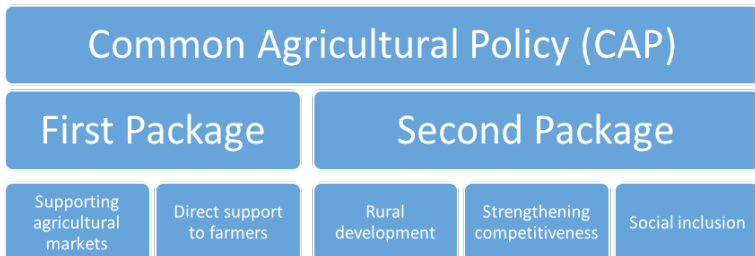 Common Agricultural Policy (CAP)
First Package
Second Package
Supporting
agricultural
markets
Direct support
to farmers
Rural
development
Strengthening
competitiveness
Social inclusion